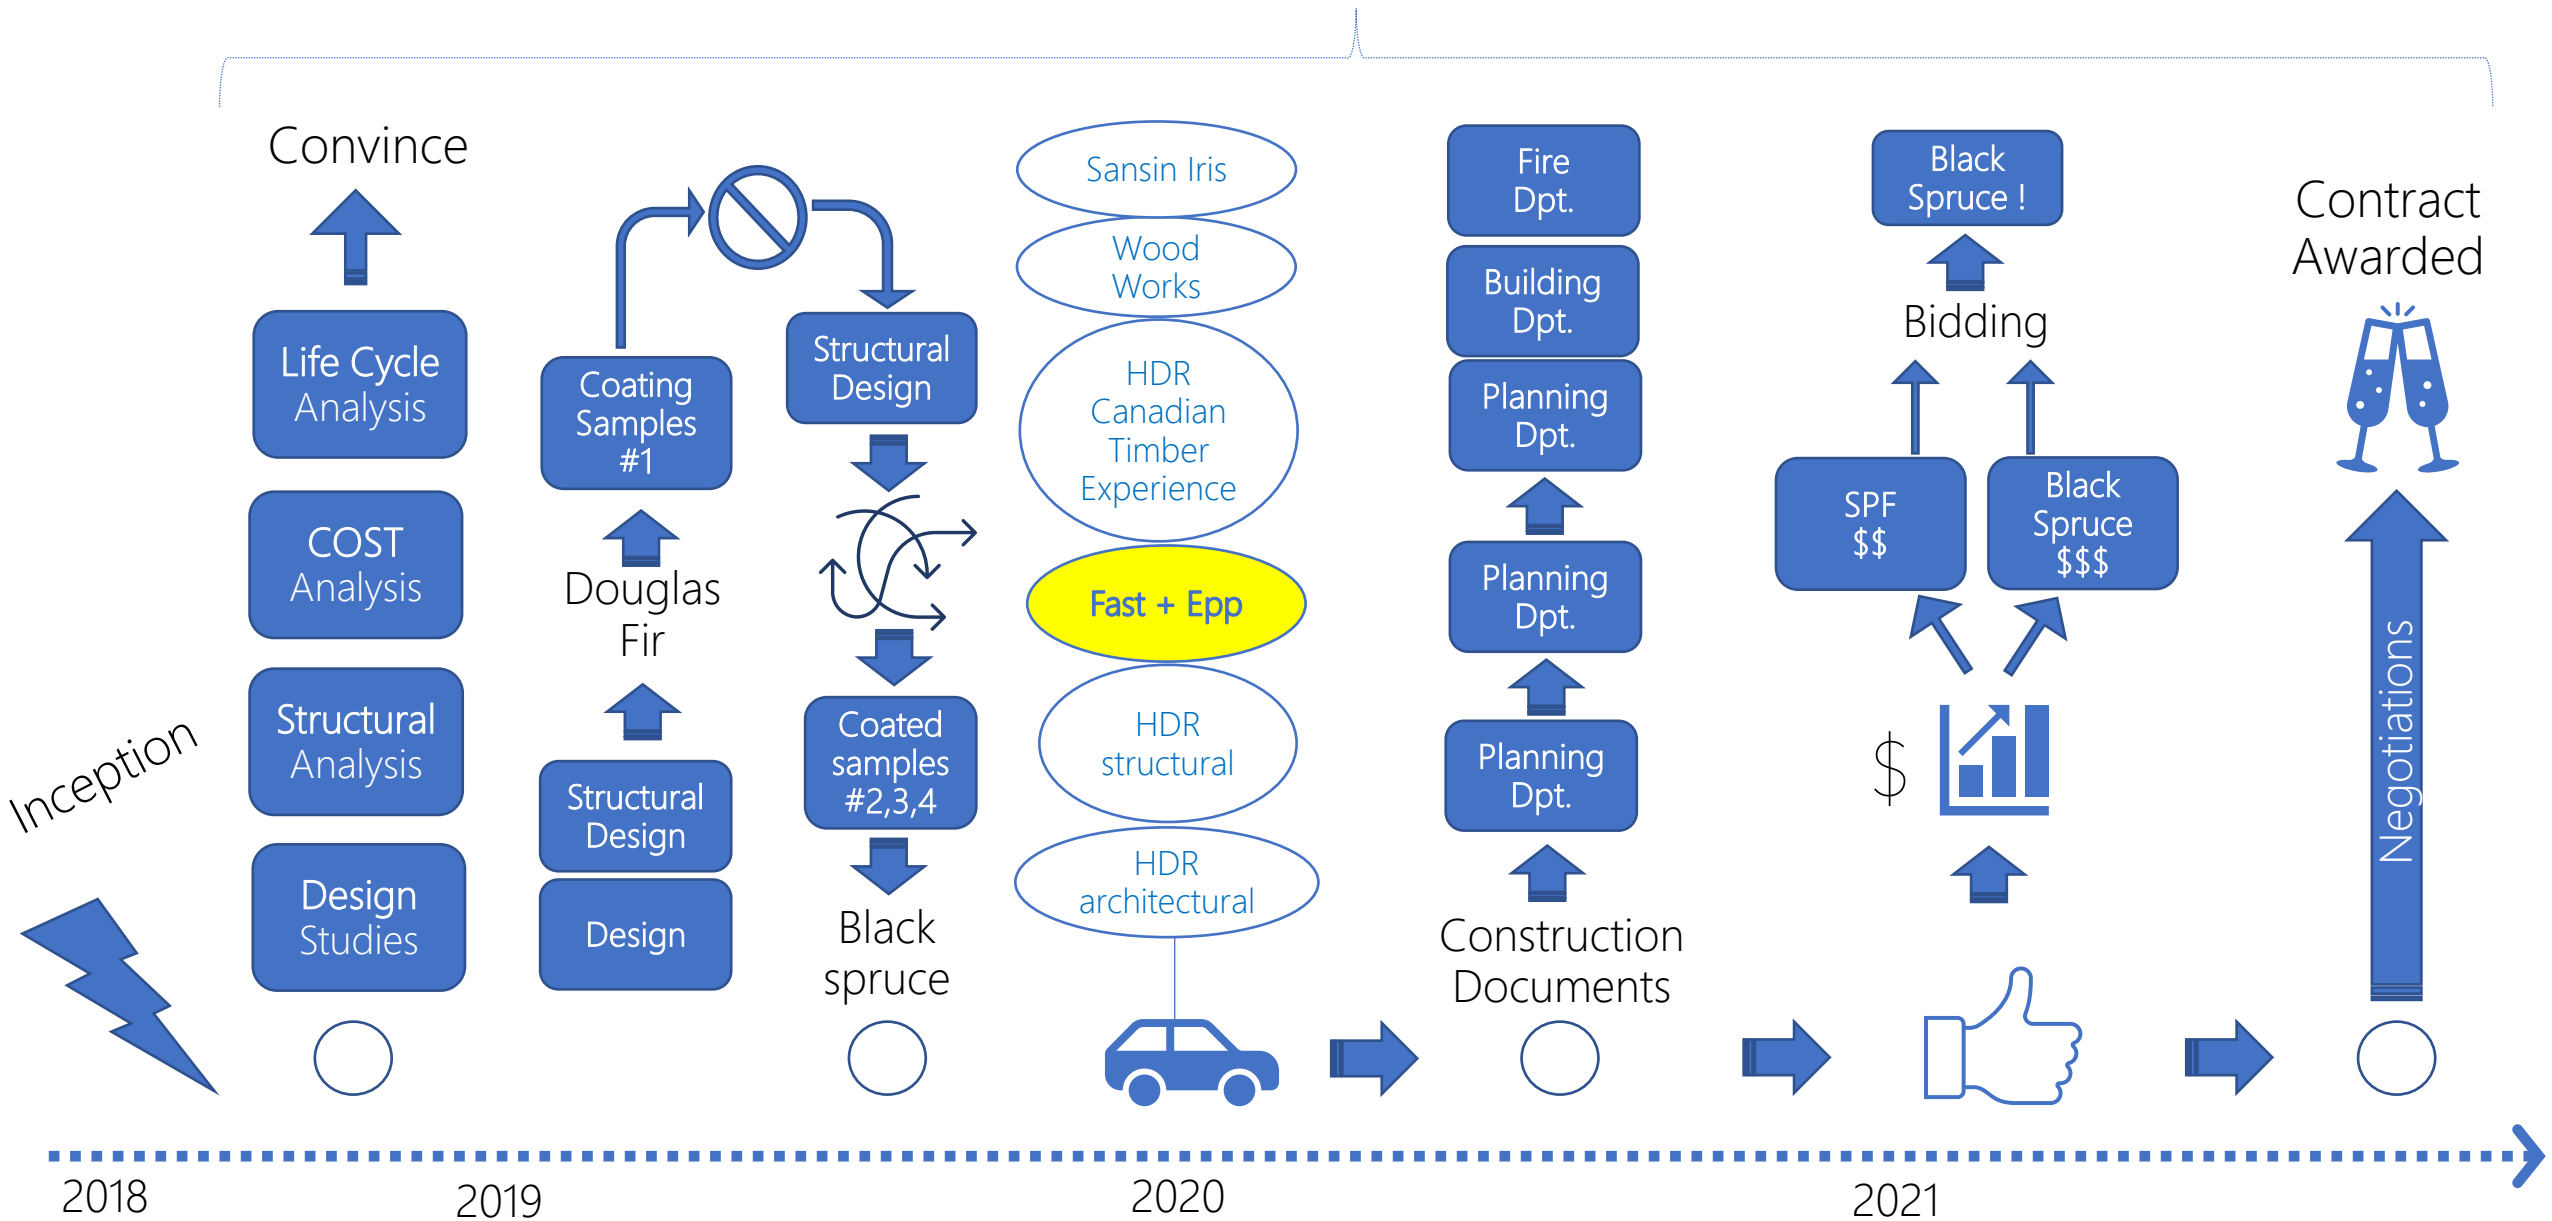 Inception
Convince
Life Cycle
Analysis
COST
Analysis
Structural
Analysis
Design
Studies
Coating
Samples
#1
Douglas
Fir
Structural
Design
Design
Structural
Design
Coated
samples
#2,3,4
Black
spruce
Sansin Iris
Wood
Works
HDR
Canadian
Timber
Experience
Fast + Epp
HDR
structural
HDR
architectural
Fire
Dpt.
Building
Dpt.
Planning
Dpt.
Planning
Dpt.
Planning
Dpt.
Construction
Documents
Black
Spruce !
Bidding
SPF
$$
Black
Spruce
$$$
$
Contract
Awarded
Negotiations
2018
2019
2020
2021